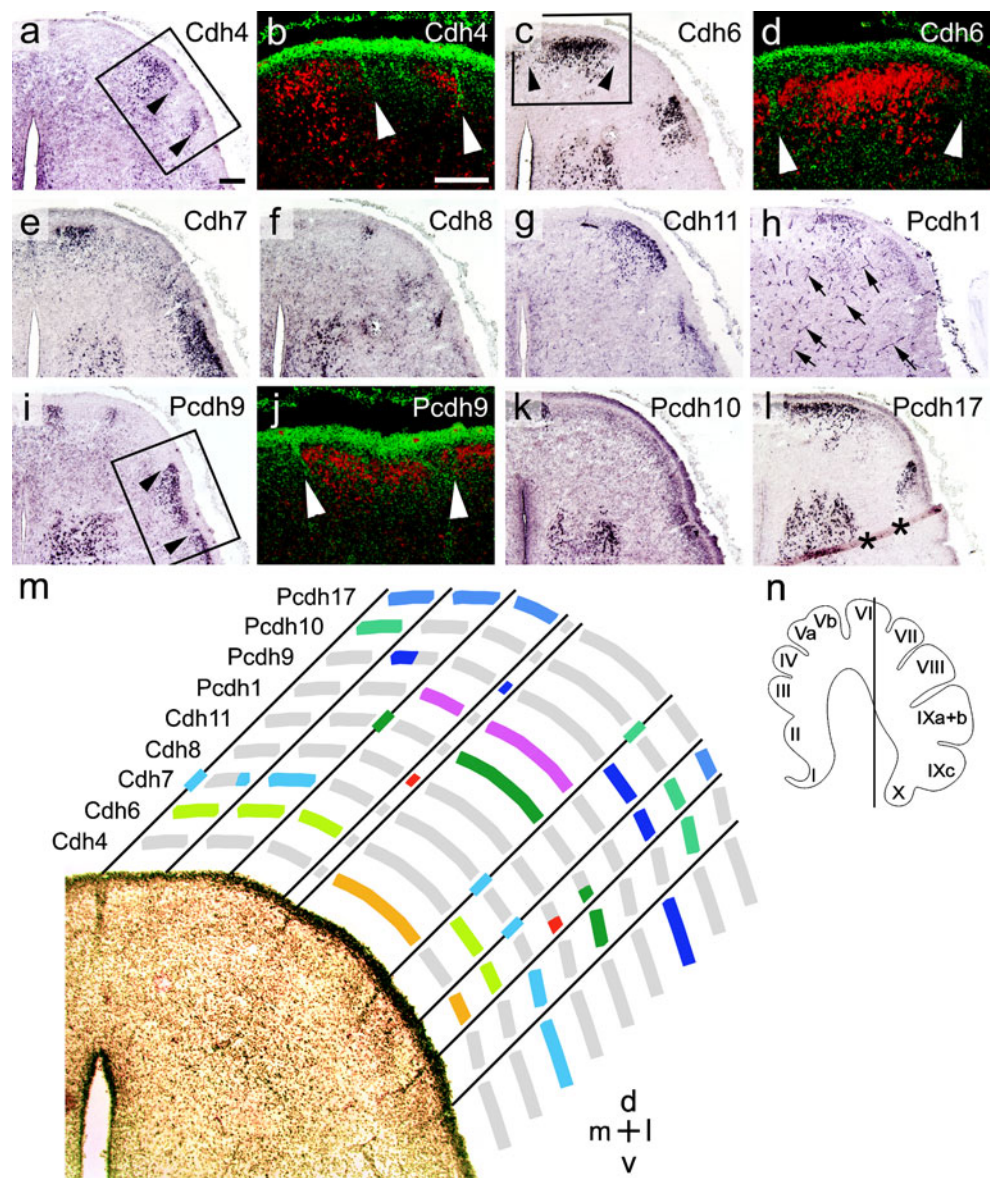 a Cdh4
b Cdh4
c Cdh6
d Cdh6
e Cdh7
f Cdh8
g Cdh11
h Pcdh1
i Pcdh9
j Pcdh9
k Pcdh10
l Pcdh17
* *
m
Pcdh17
Pcdh10
Pcdh9
Pcdh1
Cdh11
Cdh8
Cdh7
Cdh6
Cdh4
d
m l
v
n
VI
Vb
Va
VII
IV
VIII
III
IXa+b
II
IXc
I
X